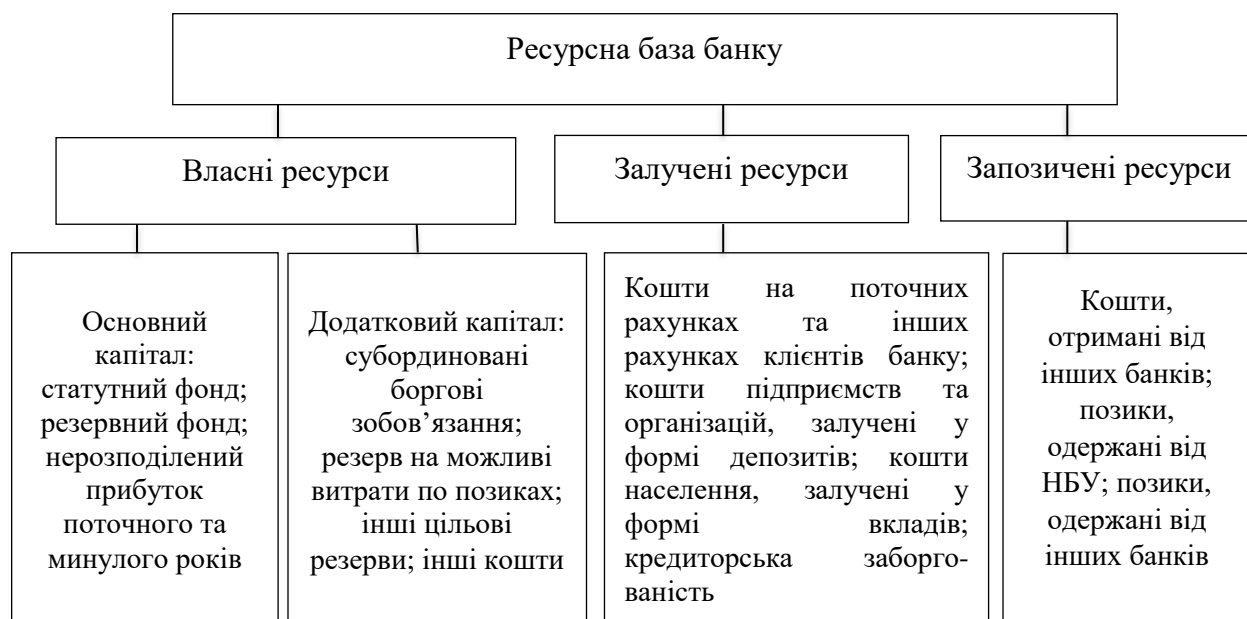 Ресурсна база банку
Власні ресурси
Залучені ресурси
Запозичені ресурси
Основний
капітал:
статутний фонд;
резервний фонд;
нерозподілений
прибуток
поточного та
минулого років
Додатковий капітал:
субординовані
боргові
зобов’язання;
резерв на можливі
витрати по позиках;
інші цільові
резерви; інші кошти
Кошти на поточних
рахунках та інших
рахунках клієнтів банку;
кошти підприємств та
організацій, залучені у
формі депозитів; кошти
населення, залучені у
формі вкладів;
кредиторська заборго-
ваність
Кошти,
отримані від
інших банків;
позики,
одержані від
НБУ; позики,
одержані від
інших банків